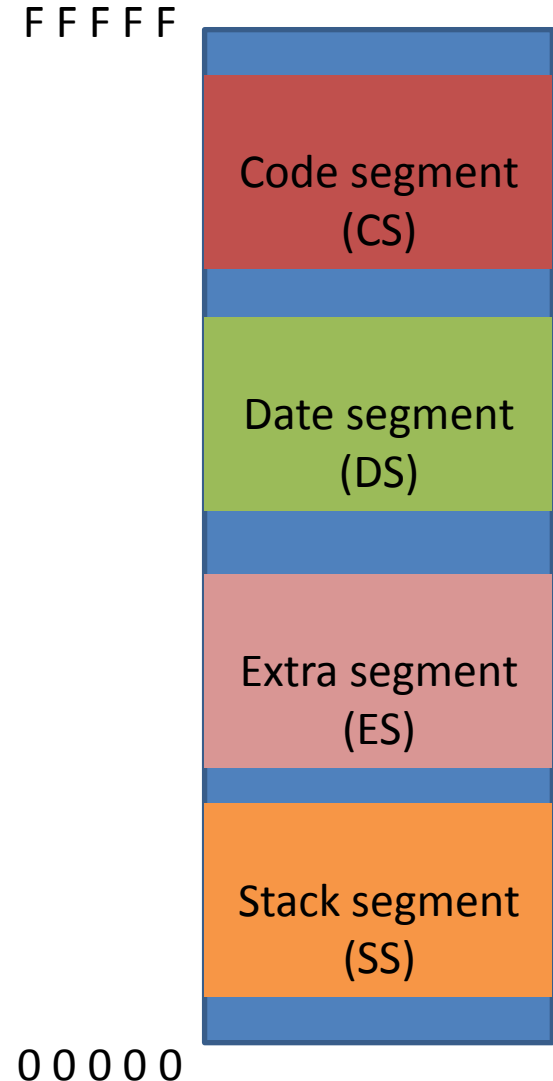 F F F F F
Code segment
(CS)
Date segment
(DS)
Extra segment
(ES)
Stack segment
(SS)
0 0 0 0 0